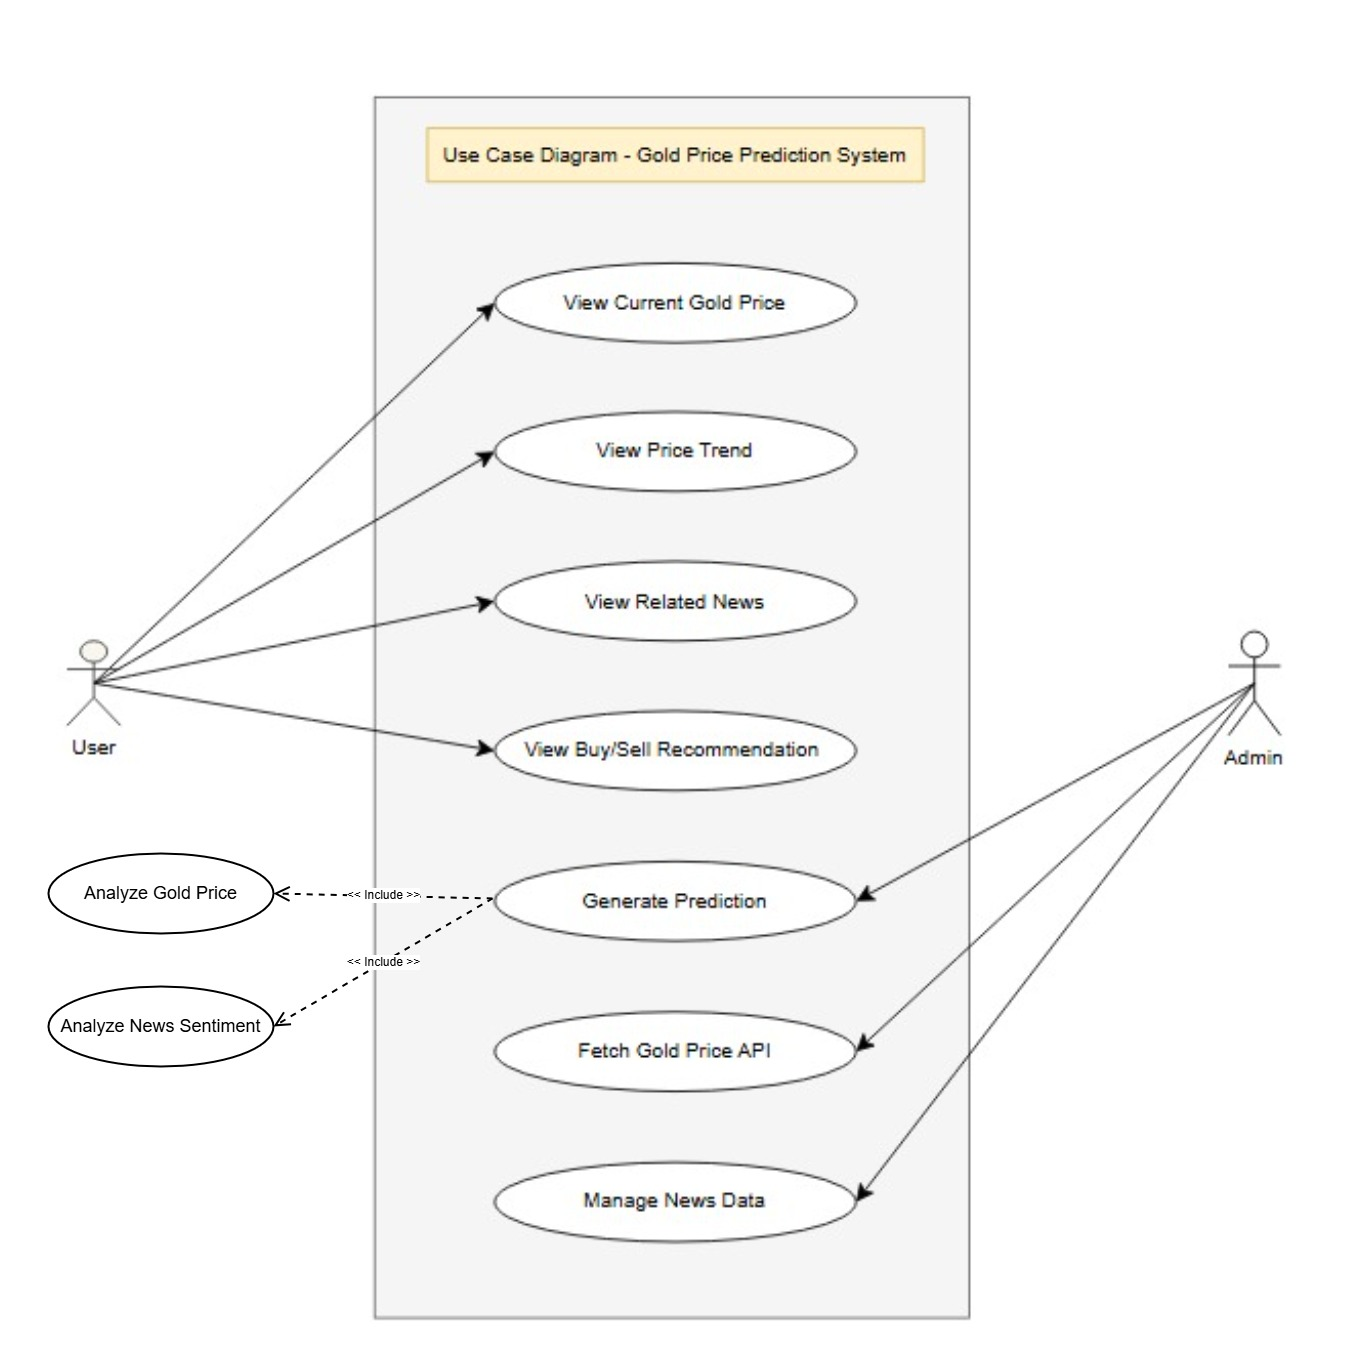 Use Case Diagram - Gold Price Prediction System
View Current Gold Price
View Price Trend
View Related News
User
View Buy/Sell Recommendation
Admin
Analyze Gold Price
<< Include >>
Generate Prediction
<< Include >>
Analyze News Sentiment
Fetch Gold Price API
Manage News Data